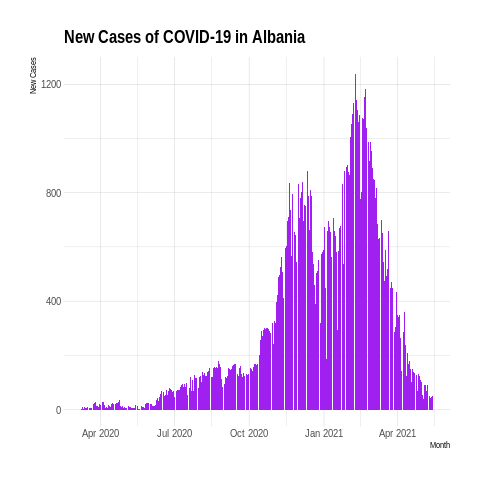 New Cases of COVID-19 in Albania
New Cases
1200
800
400
0
Apr 2020 Jul 2020 Oct 2020 Jan 2021 Apr 2021
Month